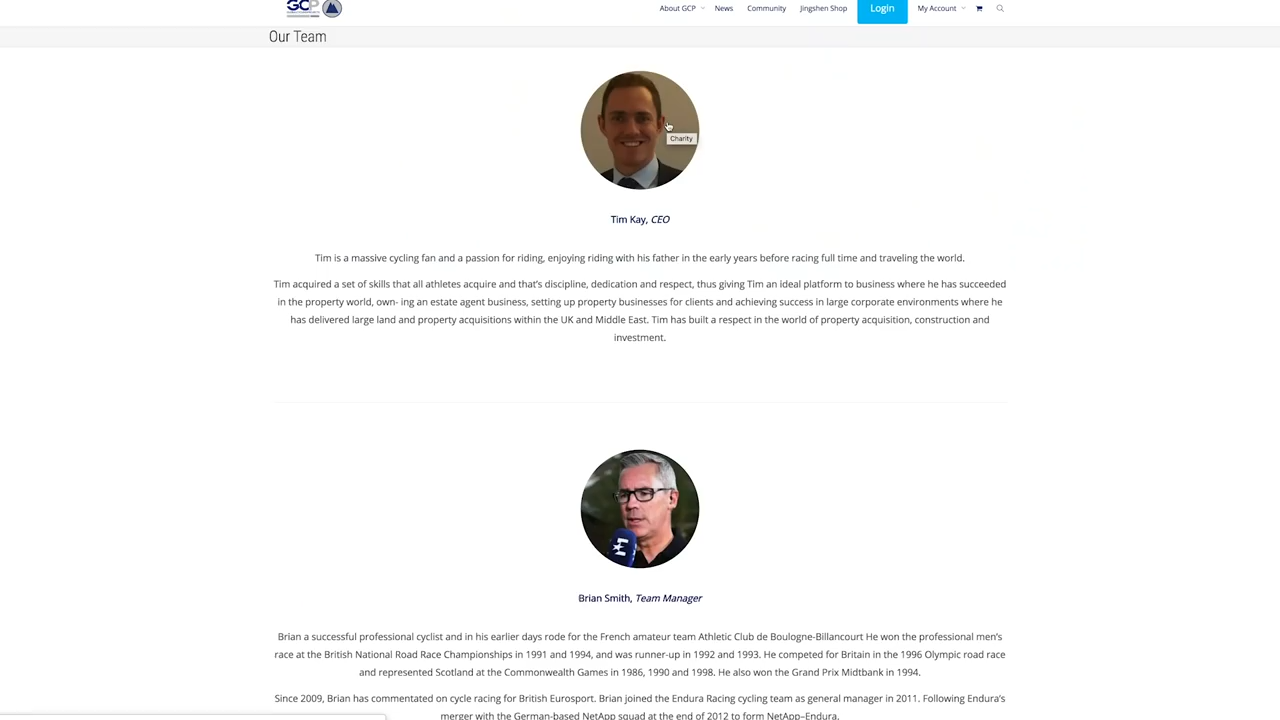 GCP
About GCP
News
Community
Jingshen Shop
Login
My Account
Our Team
Charity
Tim Kay, CEO
Tim is a massive cycling fan and a passion for riding, enjoying riding with his father in the early years before racing full time and traveling the world.
Tim acquired a set of skills that all athletes acquire and that’s discipline, dedication and respect, thus giving Tim an ideal platform to business where he has succeeded
in the property world, own- ing an estate agent business, setting up property businesses for clients and achieving success in large corporate environments where he
has delivered large land and property acquisitions within the UK and Middle East. Tim has built a respect in the world of property acquisition, construction and
investment.
Brian Smith, Team Manager
Brian a successful professional cyclist and in his earlier days rode for the French amateur team Athletic Club de Boulogne-Billancourt He won the professional men’s
race at the British National Road Race Championships in 1991 and 1994, and was runner-up in 1992 and 1993. He competed for Britain in the 1996 Olympic road race
and represented Scotland at the Commonwealth Games in 1986, 1990 and 1998. He also won the Grand Prix Midtbank in 1994.
Since 2009, Brian has commentated on cycle racing for British Eurosport. Brian joined the Endura Racing cycling team as general manager in 2011. Following Endura’s
merger with the German-based NetApp squad at the end of 2012 to form NetApp–Endura.